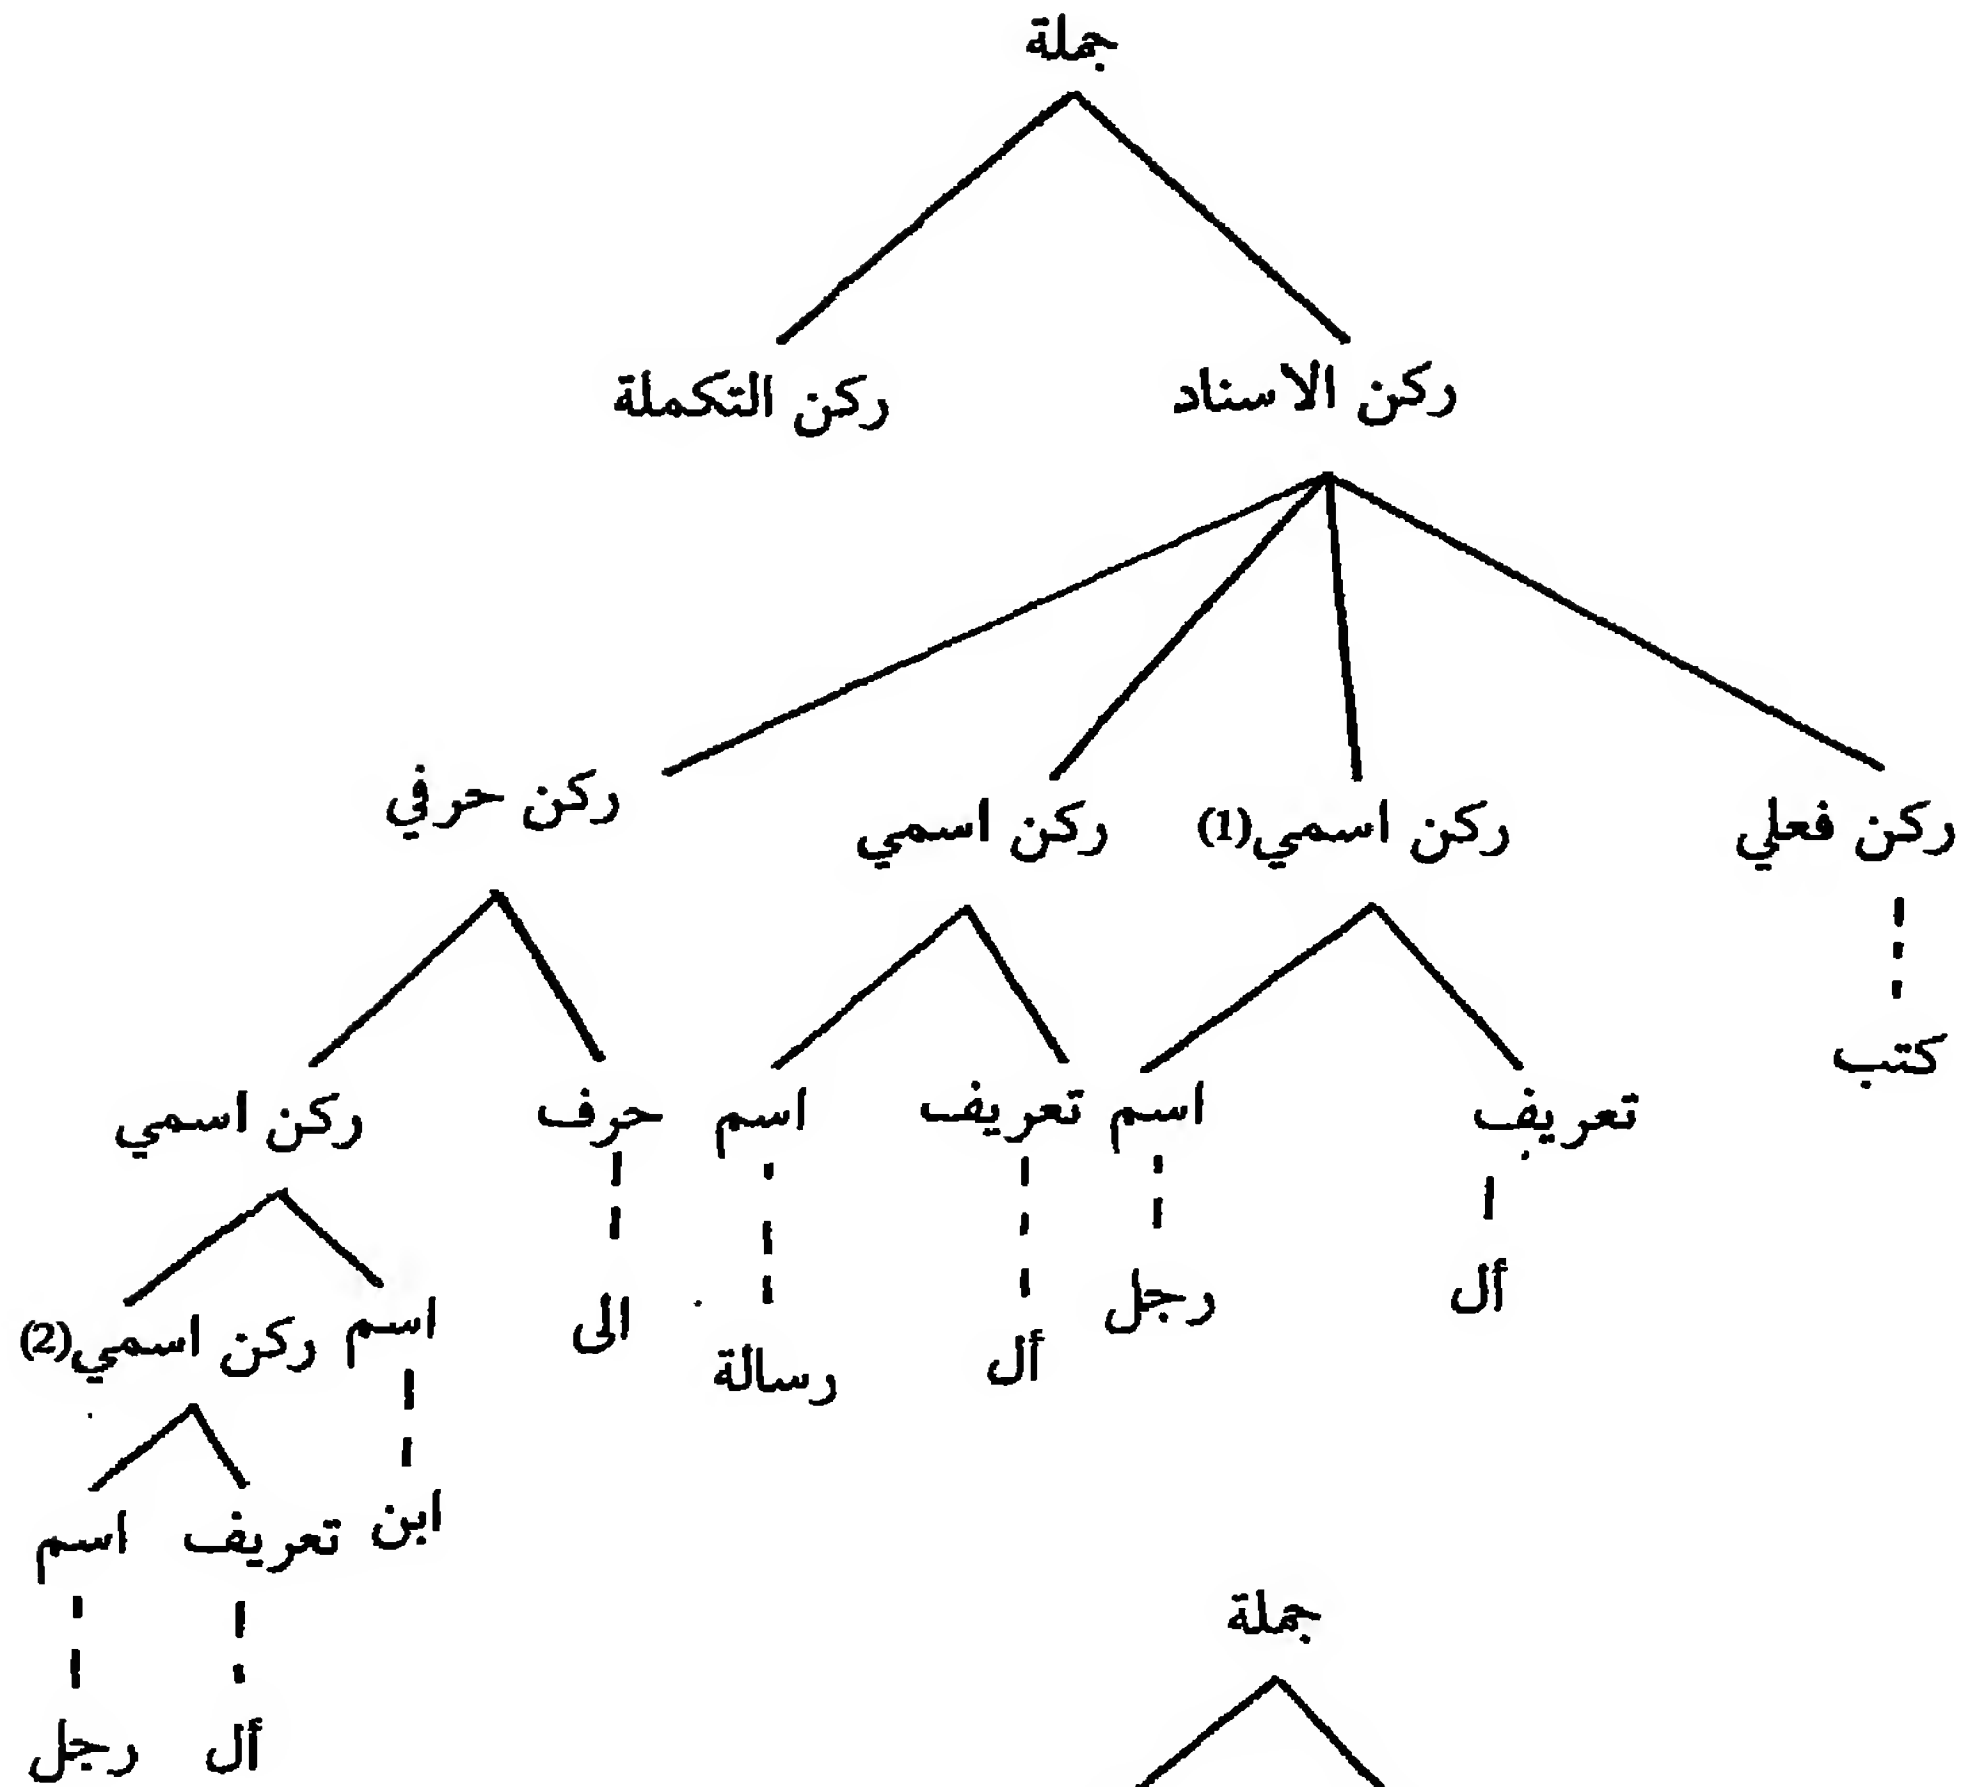 جملة
ركن الاسناد ركن التكملة
ركن فعلي ركن اسمي(1) ركن اسمي ركن حرفي
كتب
تعريف اسم تعريف اسم حرف ركن اسمي
أل رجل أل رسالة الى اسم ركن اسمي(2)
ابن تعريف اسم
أل رجل
جملة